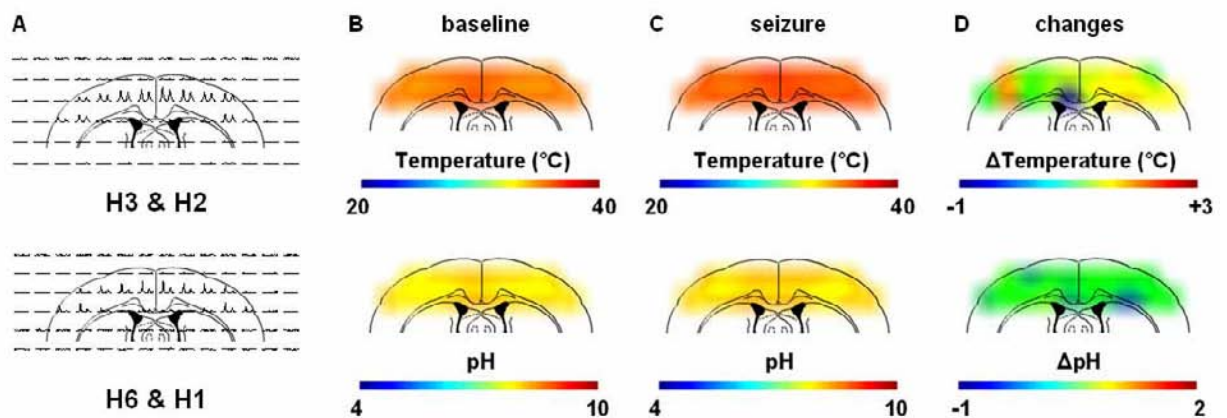 A
B baseline
C seizure
D changes
Temperature (°C)
20 40
Temperature (°C)
20 40
ΔTemperature (°C)
-1 +3
H3 & H2
pH
4 10
pH
4 10
ΔpH
-1 2
H6 & H1